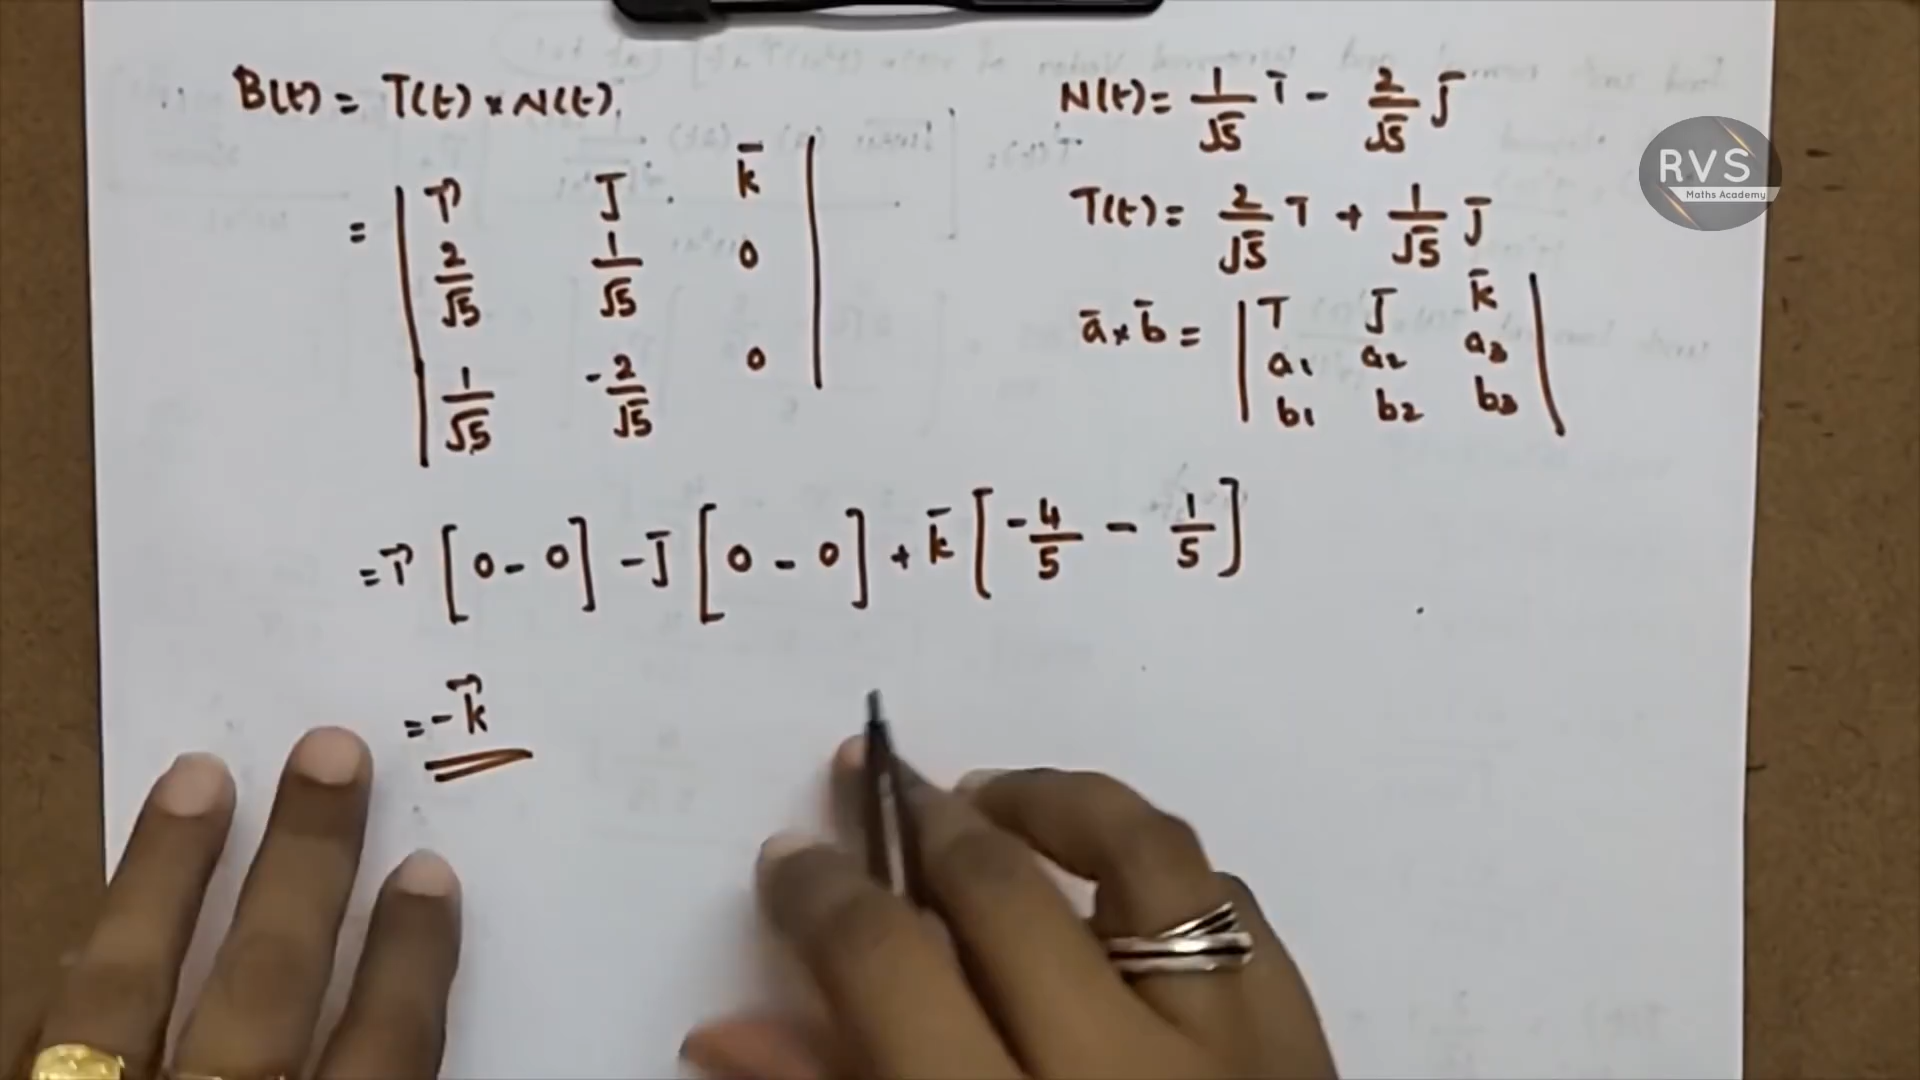 B(t) = T(t) × N(t).
= | i⃗ j̄ k̄ |
| 2/√5 1/√5 0 |
| 1/√5 -2/√5 0 |
= i⃗ [0 - 0] - j̄ [0 - 0] + k̄ [-4/5 - 1/5]
= -k⃗
N(t) = 1/√5 ī - 2/√5 j̄
T(t) = 2/√5 ī + 1/√5 j̄
ā × b̄ = | ī j̄ k̄ |
| a1 a2 a3 |
| b1 b2 b3 |
RVS
Maths Academy